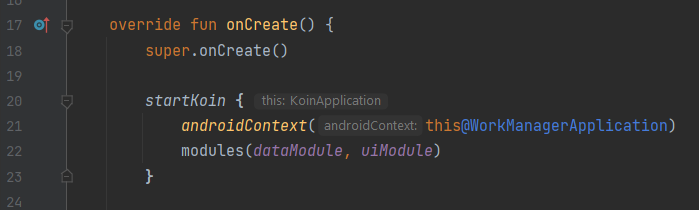 17 override fun onCreate() {
18 super.onCreate()
19
20 startKoin { this: KoinApplication
21 androidContext( androidContext: this@WorkManagerApplication)
22 modules(dataModule, uiModule)
23 }
24